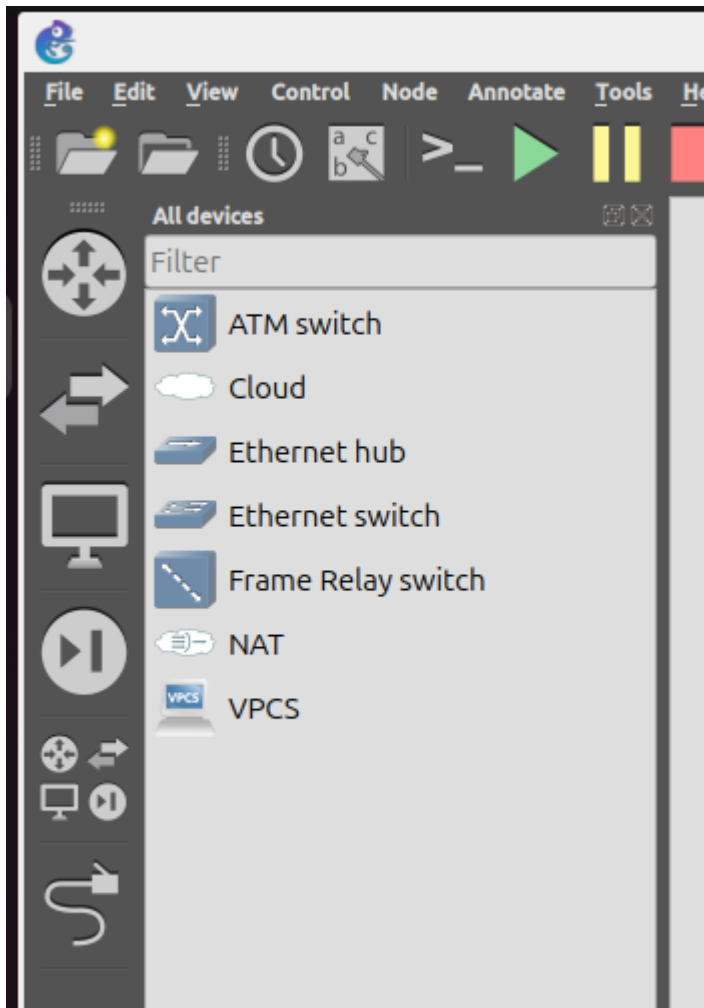 File Edit View Control Node Annotate Tools
a c
b
>_
All devices
Filter
ATM switch
Cloud
Ethernet hub
Ethernet switch
Frame Relay switch
NAT
VPCS
VPCS